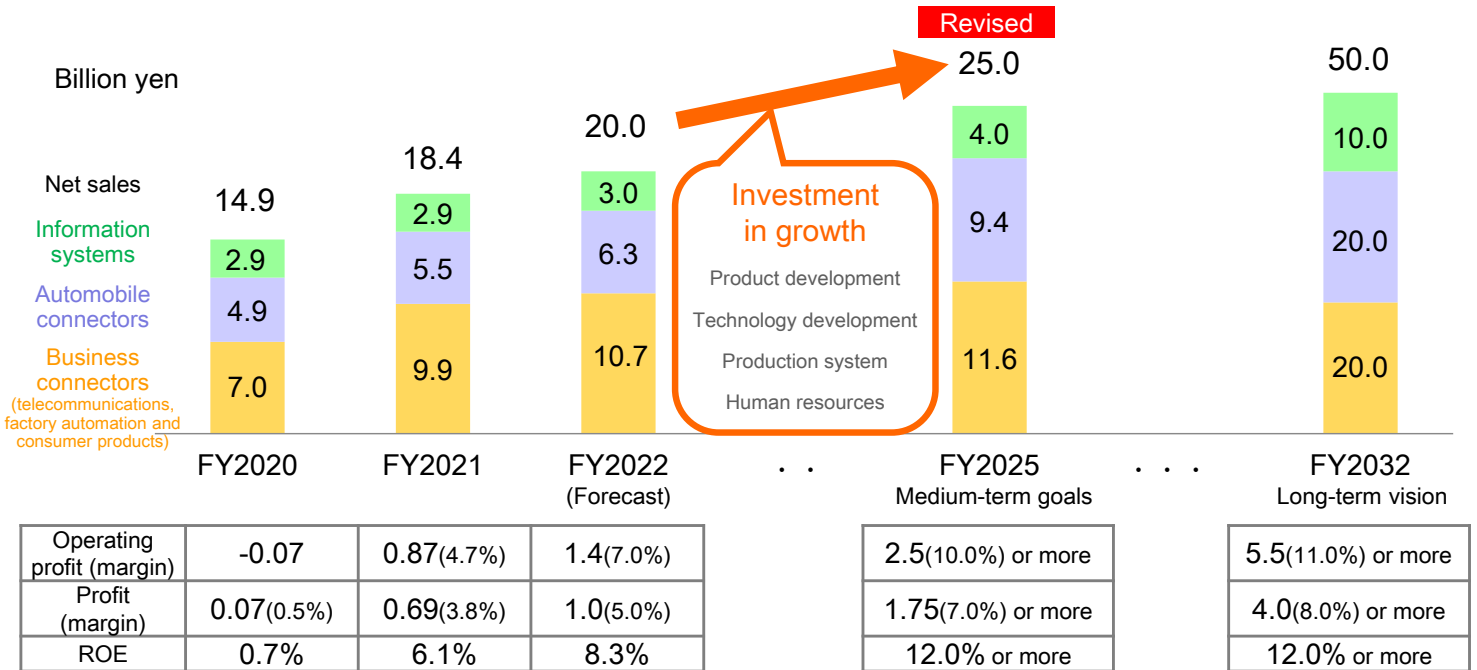 Revised
Billion yen
25.0
50.0
20.0
18.4
14.9
Net sales
Information
systems
Automobile
connectors
Business
connectors
(telecommunications,
factory automation and
consumer products)
2.9
4.9
7.0
2.9
5.5
9.9
3.0
6.3
10.7
Investment
in growth
Product development
Technology development
Production system
Human resources
4.0
9.4
11.6
10.0
20.0
20.0
FY2020
FY2021
FY2022
(Forecast)
. .
FY2025
Medium-term goals
. . .
FY2032
Long-term vision
Operating
profit (margin)
-0.07
0.87(4.7%)
1.4(7.0%)
2.5(10.0%) or more
5.5(11.0%) or more
Profit
(margin)
0.07(0.5%)
0.69(3.8%)
1.0(5.0%)
1.75(7.0%) or more
4.0(8.0%) or more
ROE
0.7%
6.1%
8.3%
12.0% or more
12.0% or more